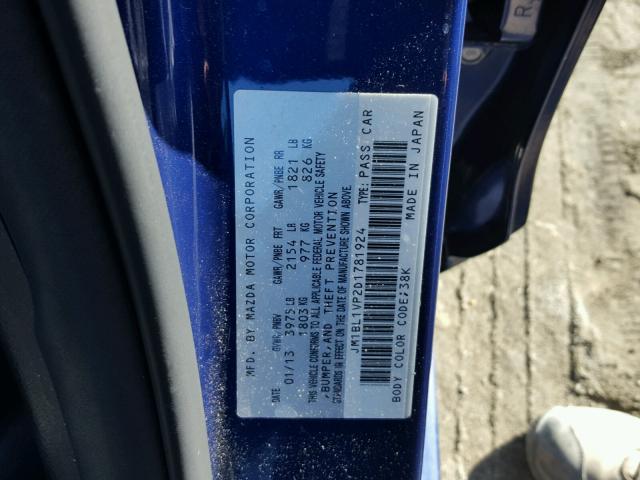 MFD. BY MAZDA MOTOR CORPORATION
DATE GVWR/PNBV GAWR/PNBE FRT GAWR/PNBE RR
01/13 3975 LB 2154 LB 1821 LB
1803 KG 977 KG 826 KG
THIS VEHICLE CONFORMS TO ALL APPLICABLE FEDERAL MOTOR VEHICLE SAFETY
,BUMPER,AND THEFT PREVENTION
STANDARDS IN EFFECT ON THE DATE OF MANUFACTURE SHOWN ABOVE.
JM1BL1VP2D1781924 TYPE: PASS CAR
BODY COLOR CODE;38K MADE IN JAPAN